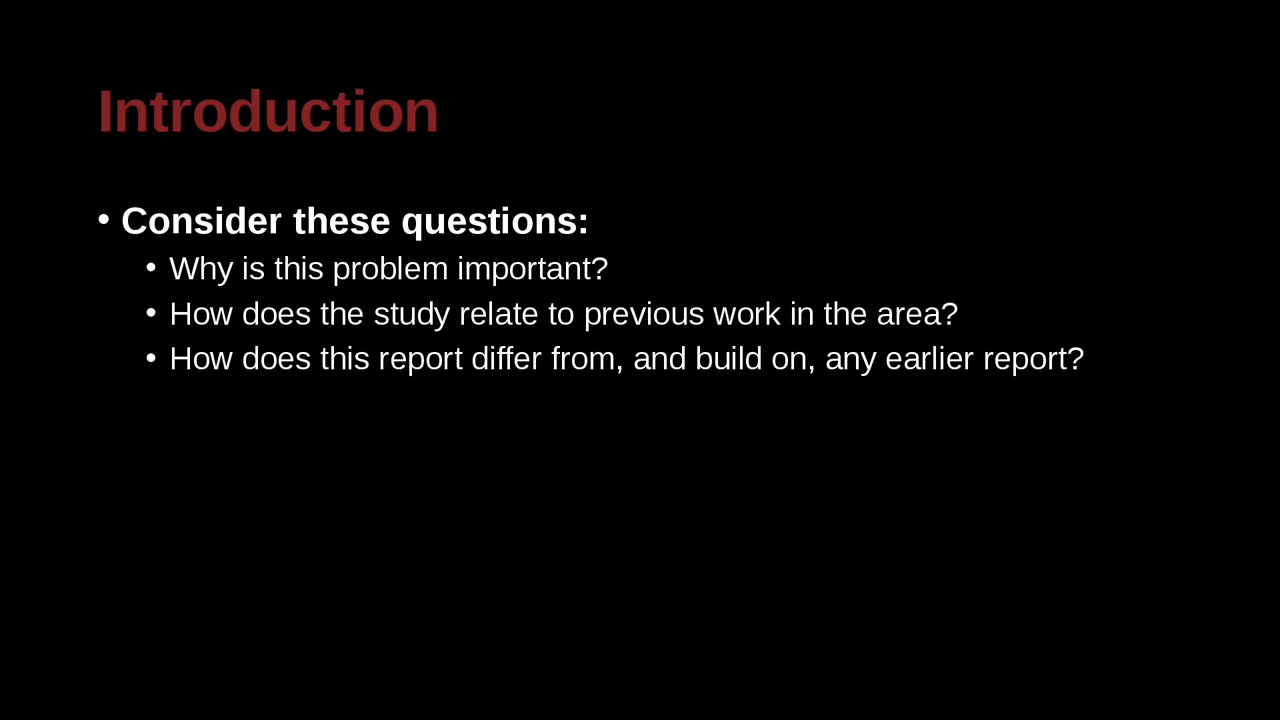 Introduction
• Consider these questions:
• Why is this problem important?
• How does the study relate to previous work in the area?
• How does this report differ from, and build on, any earlier report?